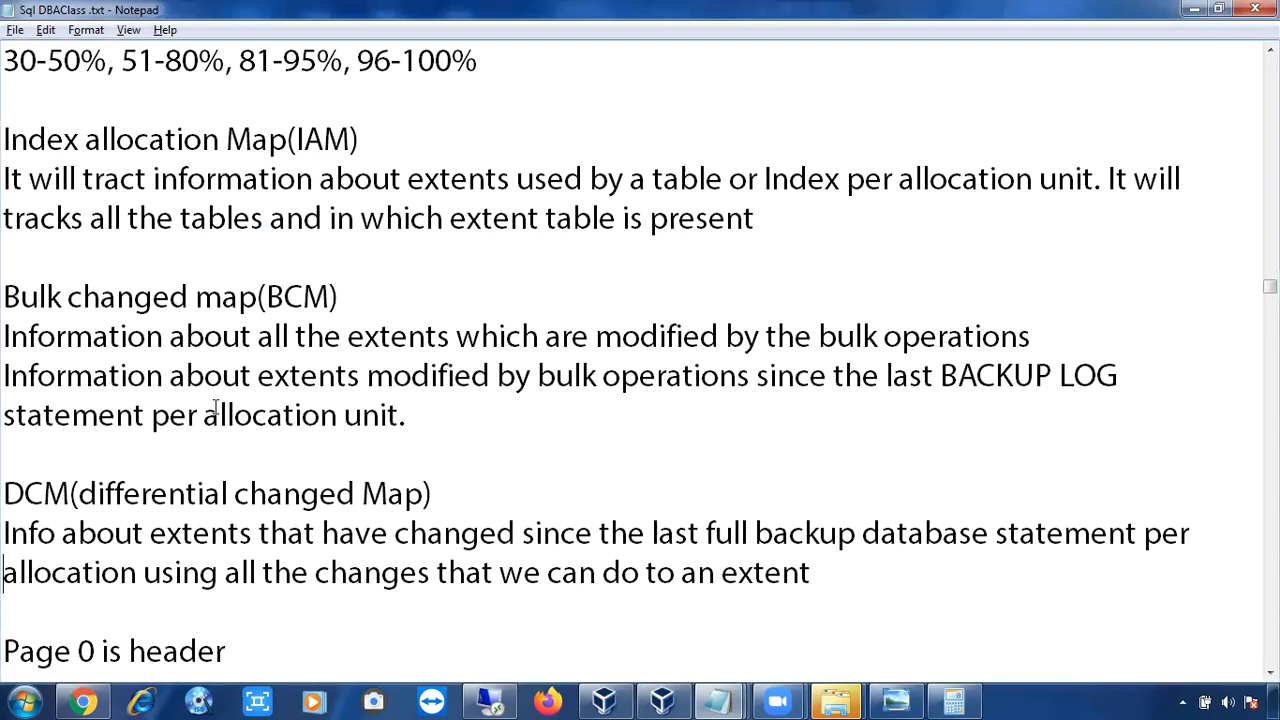 Sql DBAClass .txt - Notepad
File Edit Format View Help
30-50%, 51-80%, 81-95%, 96-100%
Index allocation Map(IAM)
It will tract information about extents used by a table or Index per allocation unit. It will
tracks all the tables and in which extent table is present
Bulk changed map(BCM)
Information about all the extents which are modified by the bulk operations
Information about extents modified by bulk operations since the last BACKUP LOG
statement per allocation unit.
DCM(differential changed Map)
Info about extents that have changed since the last full backup database statement per
allocation using all the changes that we can do to an extent
Page 0 is header